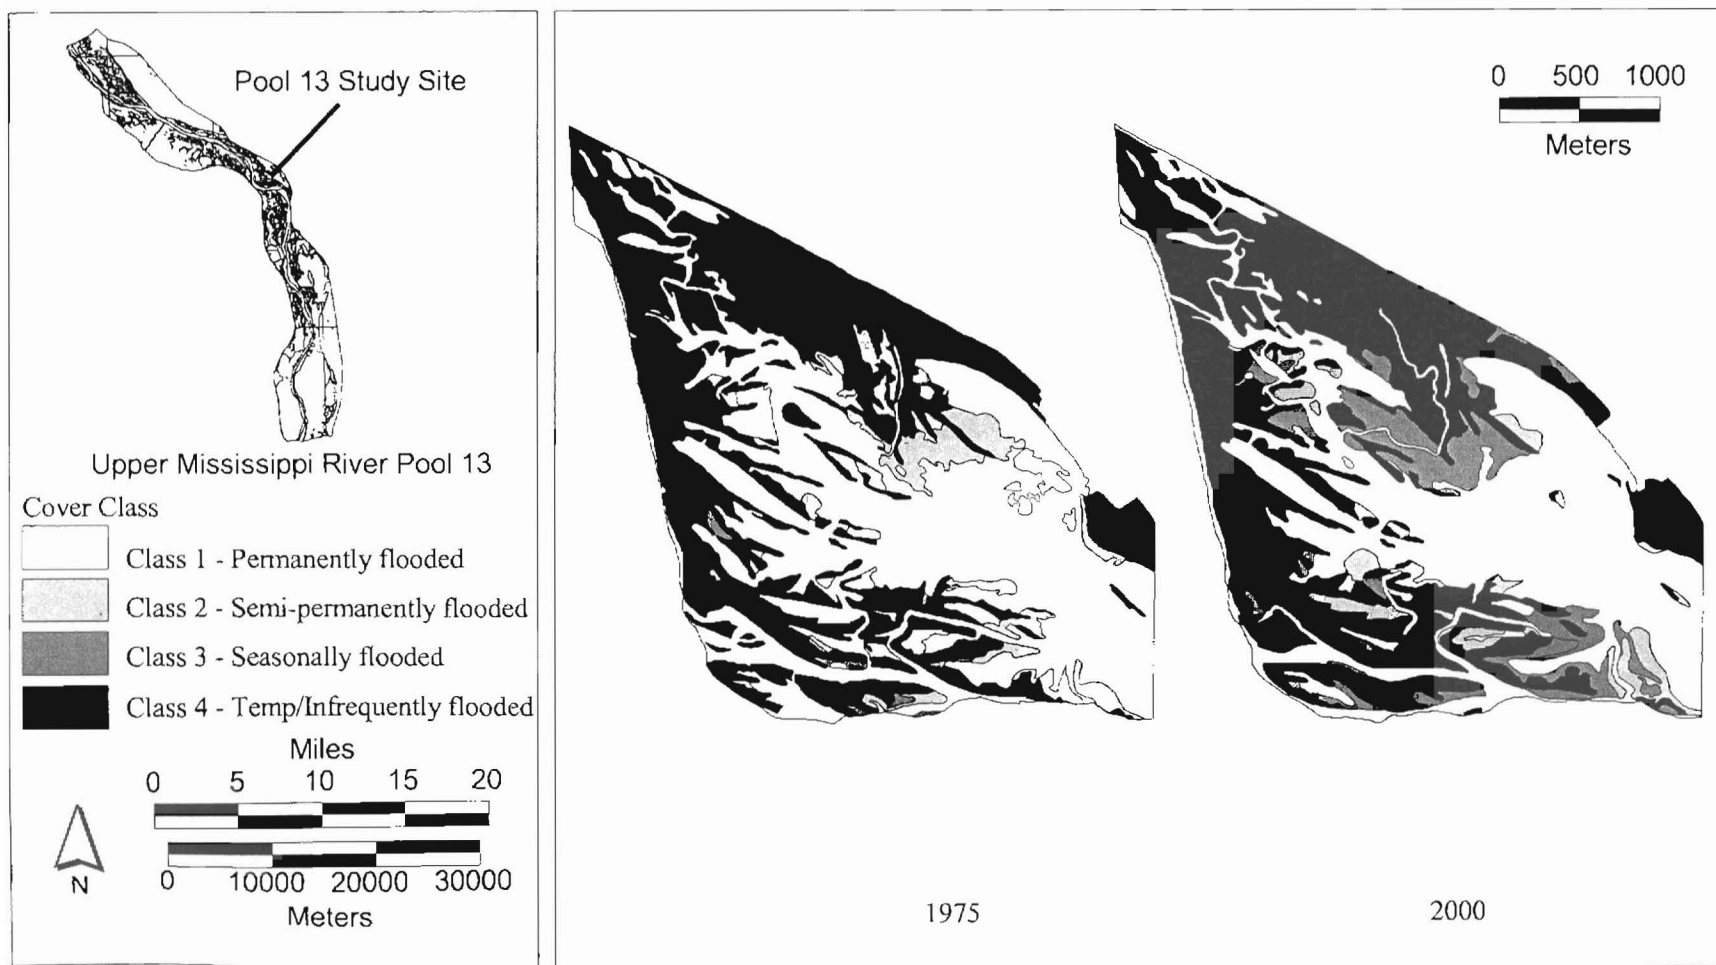 Pool 13 Study Site
Upper Mississippi River Pool 13
Cover Class
Class 1 - Permanently flooded
Class 2 - Semi-permanently flooded
Class 3 - Seasonally flooded
Class 4 - Temp/Infrequently flooded
Miles
0 5 10 15 20
0 10000 20000 30000
Meters
N
0 500 1000
Meters
1975
2000